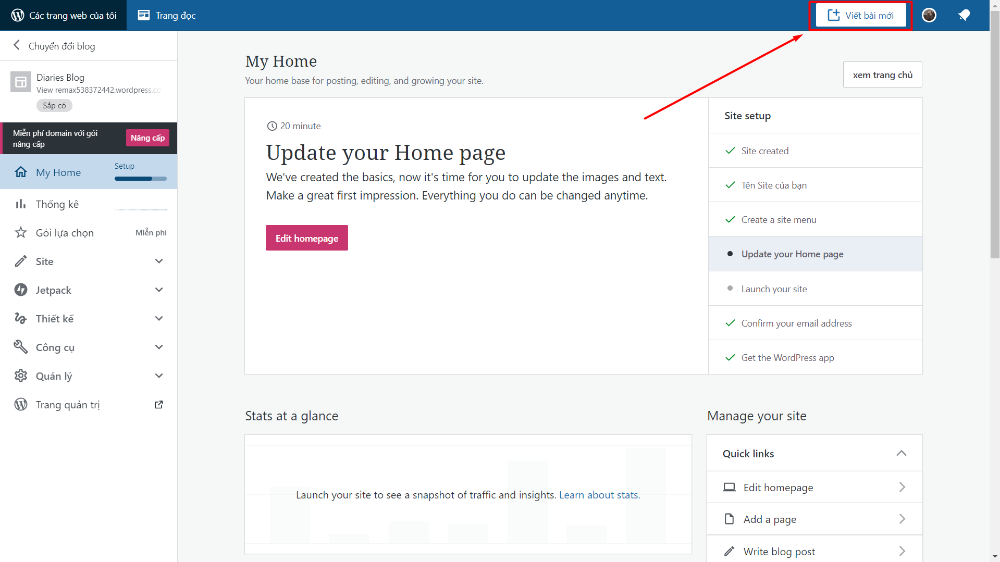 Các trang web của tôi
Trang đọc
Viết bài mới
Chuyển đổi blog
Diaries Blog
View remax538372442.wordpress.co
Sắp có
Miễn phí domain với gói
nâng cấp
Nâng cấp
My Home
Setup
Thống kê
Gói lựa chọn
Miễn phí
Site
Jetpack
Thiết kế
Công cụ
Quản lý
Trang quản trị
My Home
Your home base for posting, editing, and growing your site.
xem trang chủ
20 minute
Update your Home page
We've created the basics, now it's time for you to update the images and text.
Make a great first impression. Everything you do can be changed anytime.
Edit homepage
Site setup
Site created
Tên Site của bạn
Create a site menu
Update your Home page
Launch your site
Confirm your email address
Get the WordPress app
Stats at a glance
Launch your site to see a snapshot of traffic and insights. Learn about stats.
Manage your site
Quick links
Edit homepage
Add a page
Write blog post